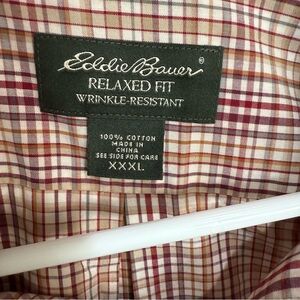 Eddie Bauer®
RELAXED FIT
WRINKLE-RESISTANT
100% COTTON
MADE IN
CHINA
SEE SIDE FOR CARE
XXXL